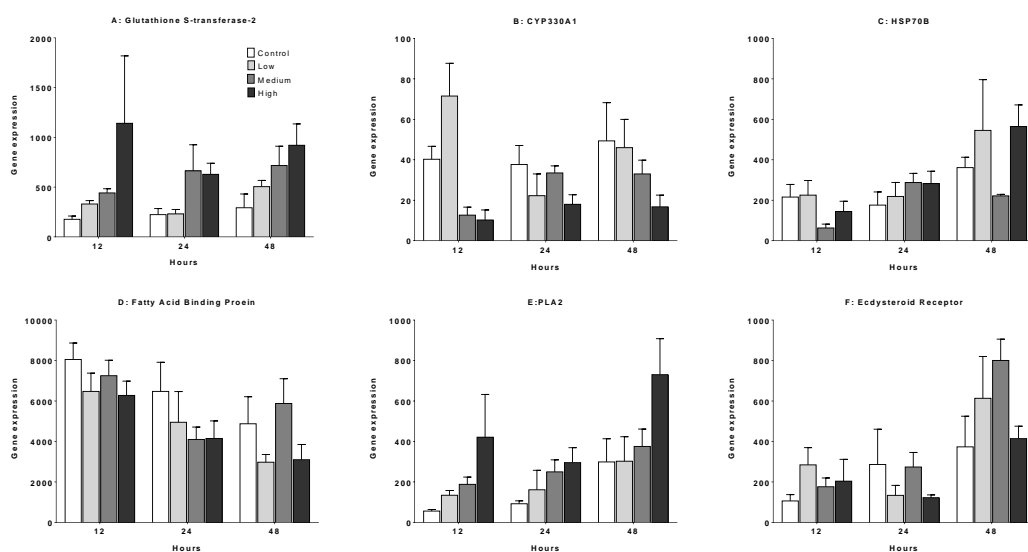 A: Glutathione S-transferase-2
2000
1500
1000
500
0
Gene expression
Control
Low
Medium
High
12 24 48
Hours
B: CYP330A1
100
80
60
40
20
0
Gene expression
12 24 48
Hours
C: HSP70B
1000
800
600
400
200
0
Gene expression
12 24 48
Hours
D: Fatty Acid Binding Proein
10000
8000
6000
4000
2000
0
Gene expression
12 24 48
Hours
E:PLA2
1000
800
600
400
200
0
Gene expression
12 24 48
Hours
F: Ecdysteroid Receptor
1000
800
600
400
200
0
Gene expression
12 24 48
Hours